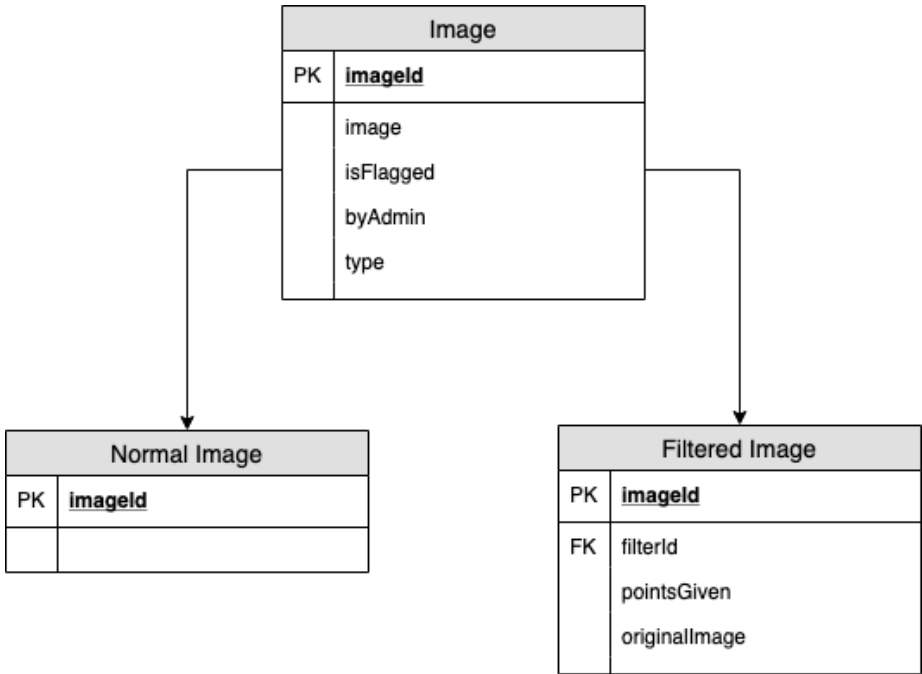 Image
PK imageId
image
isFlagged
byAdmin
type
Normal Image
PK imageId
Filtered Image
PK imageId
FK filterId
pointsGiven
originalImage